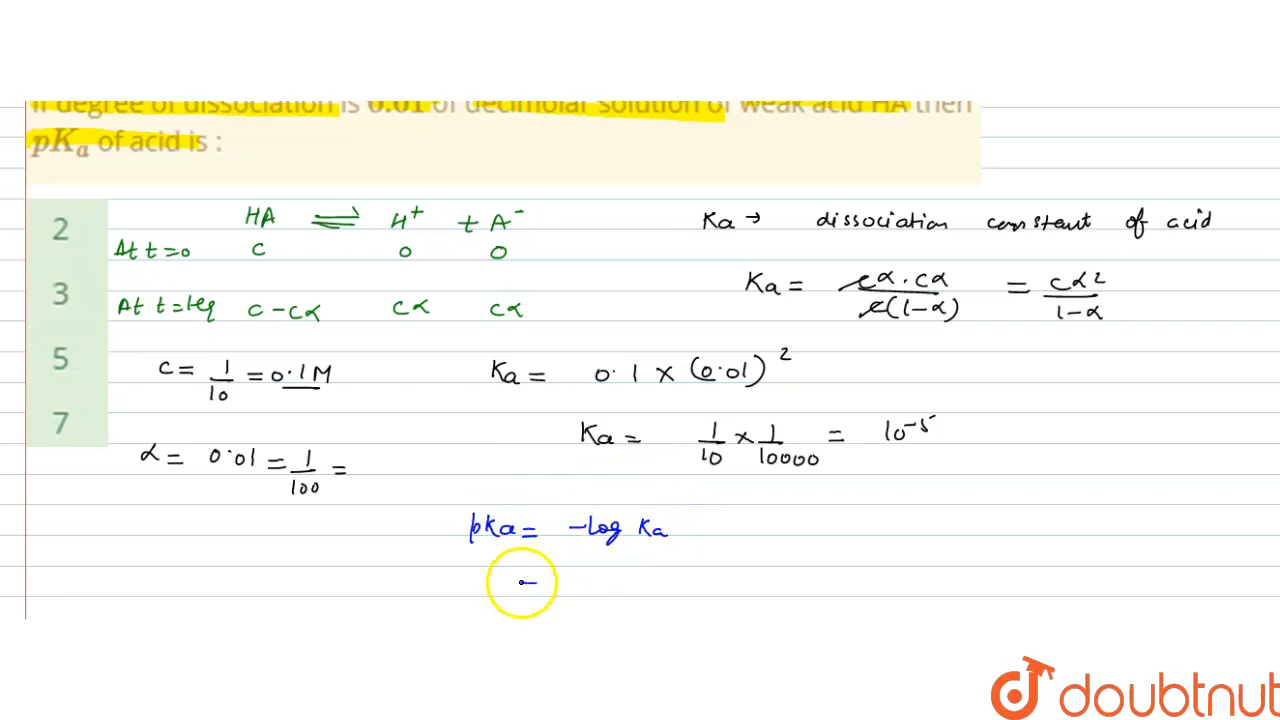 If degree of dissociation is 0.01 of decimolar solution of weak acid HA then
pKₐ of acid is :
2
3
5
7
HA ⇌ H⁺ + A⁻
At t=0 C 0 0
At t=teq C-Cα Cα Cα
Ka → dissociation constant of acid
Ka = Cα.Cα / C(1-α) = Cα2 / 1-α
C = 1/10 = 0.1M
Ka = 0.1 × (0.01)²
α = 0.01 = 1/100 =
Ka = 1/10 × 1/10000 = 10⁻⁵
pKa = -log Ka
doubtnut